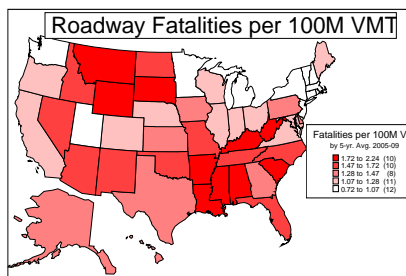 Roadway Fatalities per 100M VMT
Fatalities per 100M V
by 5-yr. Avg. 2005-09
1.72 to 2.24 (10)
1.47 to 1.72 (10)
1.28 to 1.47 (8)
1.07 to 1.28 (11)
0.72 to 1.07 (12)